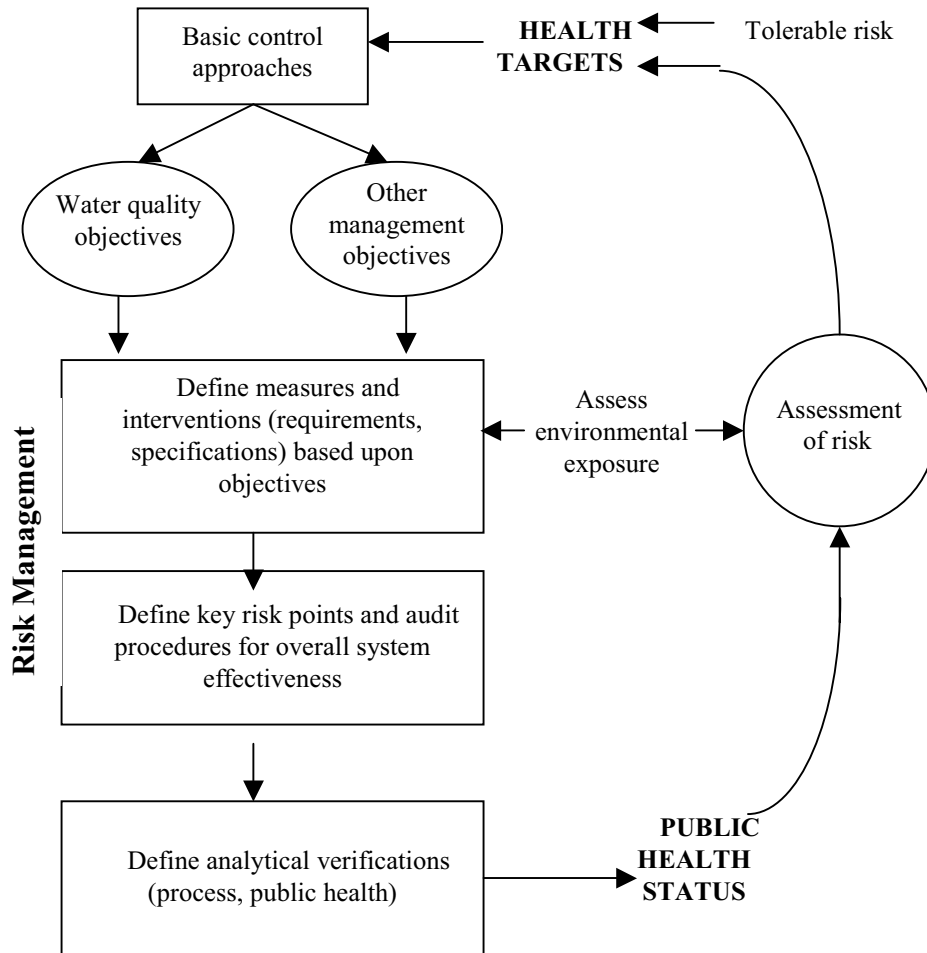 Basic control
approaches
HEALTH
TARGETS
Tolerable risk
Water quality
objectives
Other
management
objectives
Define measures and
interventions (requirements,
specifications) based upon
objectives
Assess
environmental
exposure
Assessment
of risk
Risk Management
Define key risk points and audit
procedures for overall system
effectiveness
Define analytical verifications
(process, public health)
PUBLIC
HEALTH
STATUS